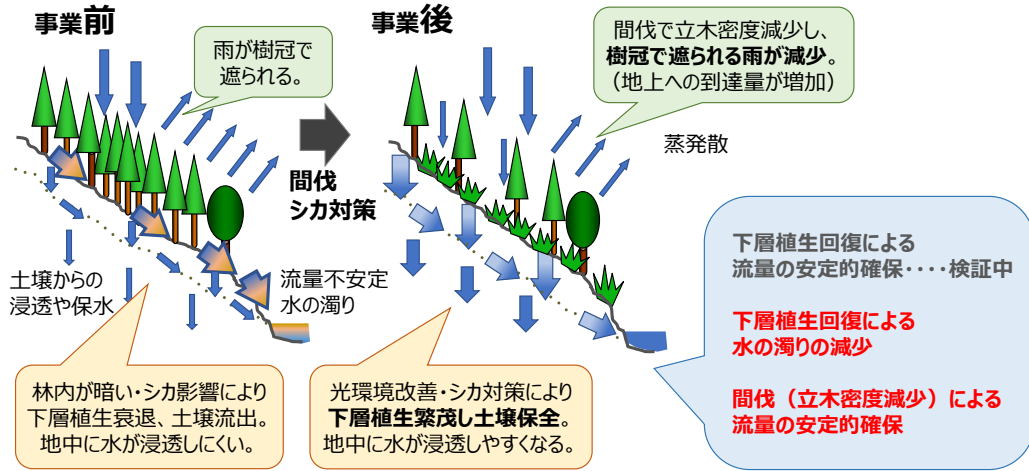 事業前
雨が樹冠で
遮られる。
間伐
シカ対策
土壌からの
浸透や保水
流量不安定
水の濁り
林内が暗い・シカ影響により
下層植生衰退、土壌流出。
地中に水が浸透しにくい。
事業後
間伐で立木密度減少し、
樹冠で遮られる雨が減少。
（地上への到達量が増加）
蒸発散
光環境改善・シカ対策により
下層植生繁茂し土壌保全。
地中に水が浸透しやすくなる。
下層植生回復による
流量の安定的確保・・・・検証中
下層植生回復による
水の濁りの減少
間伐（立木密度減少）による
流量の安定的確保